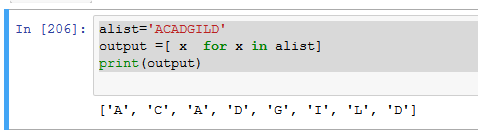 In [206]: alist='ACADGILD'
output =[ x  for x in alist]
print(output)
['A', 'C', 'A', 'D', 'G', 'I', 'L', 'D']